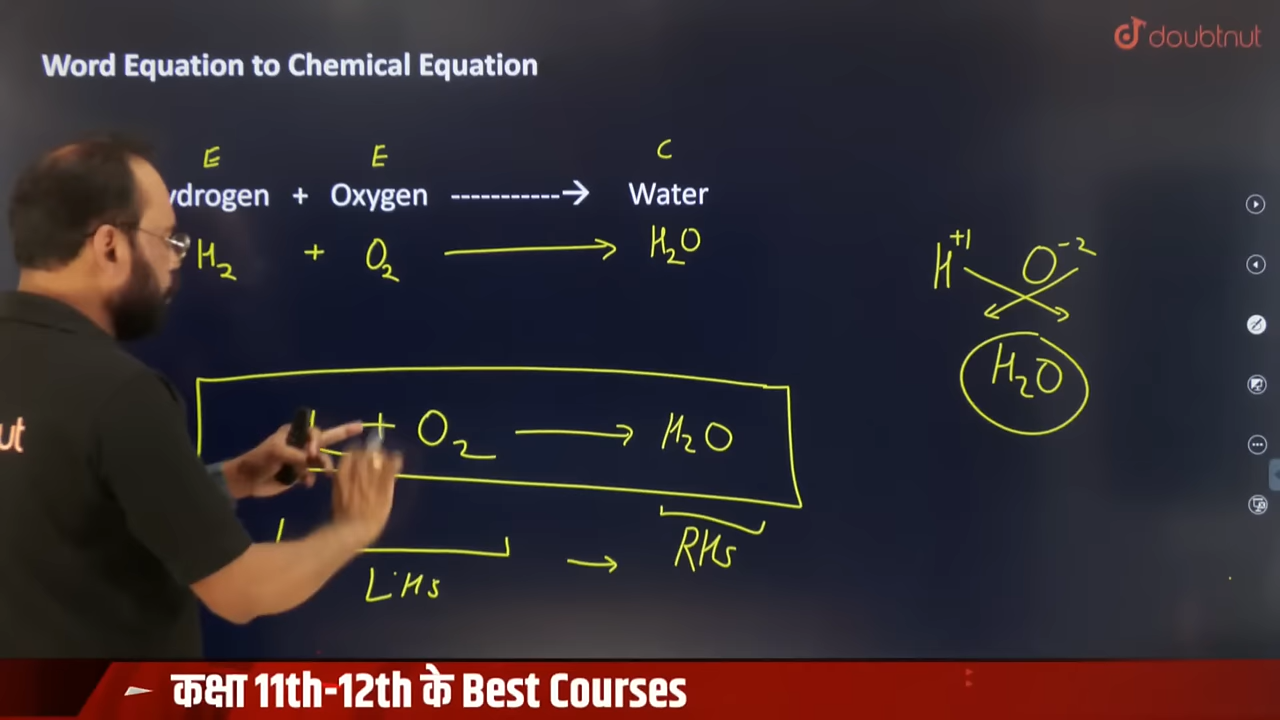 doubtnut
Word Equation to Chemical Equation
E E C
ydrogen + Oxygen -----------→ Water
H₂ + O₂ → H₂O
H⁺¹ O⁻²
H₂O
+ O₂ → H₂O
LHS → RHS
ut
कक्षा 11th-12th के Best Courses